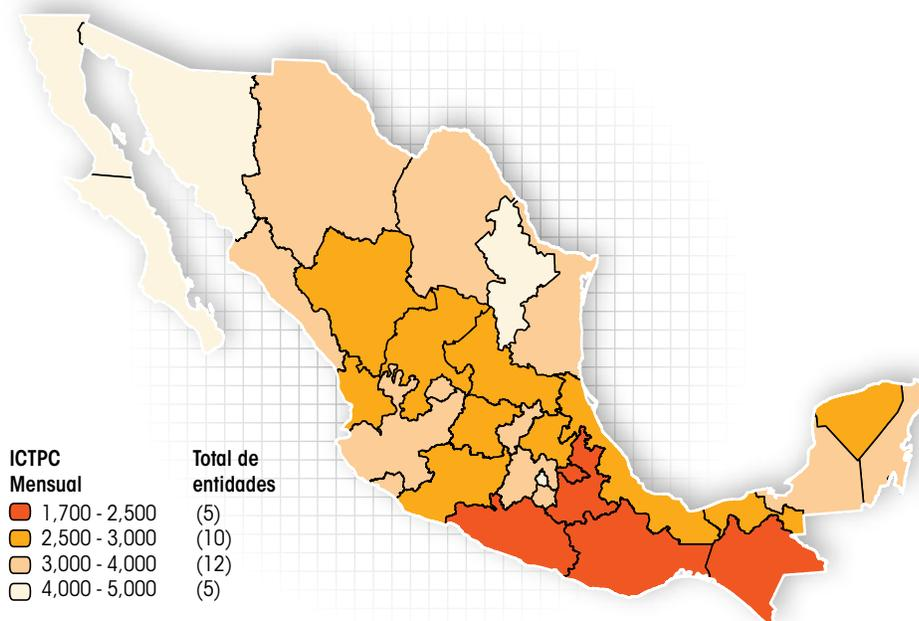 ICTPC Total de
Mensual entidades
1,700 - 2,500 (5)
2,500 - 3,000 (10)
3,000 - 4,000 (12)
4,000 - 5,000 (5)